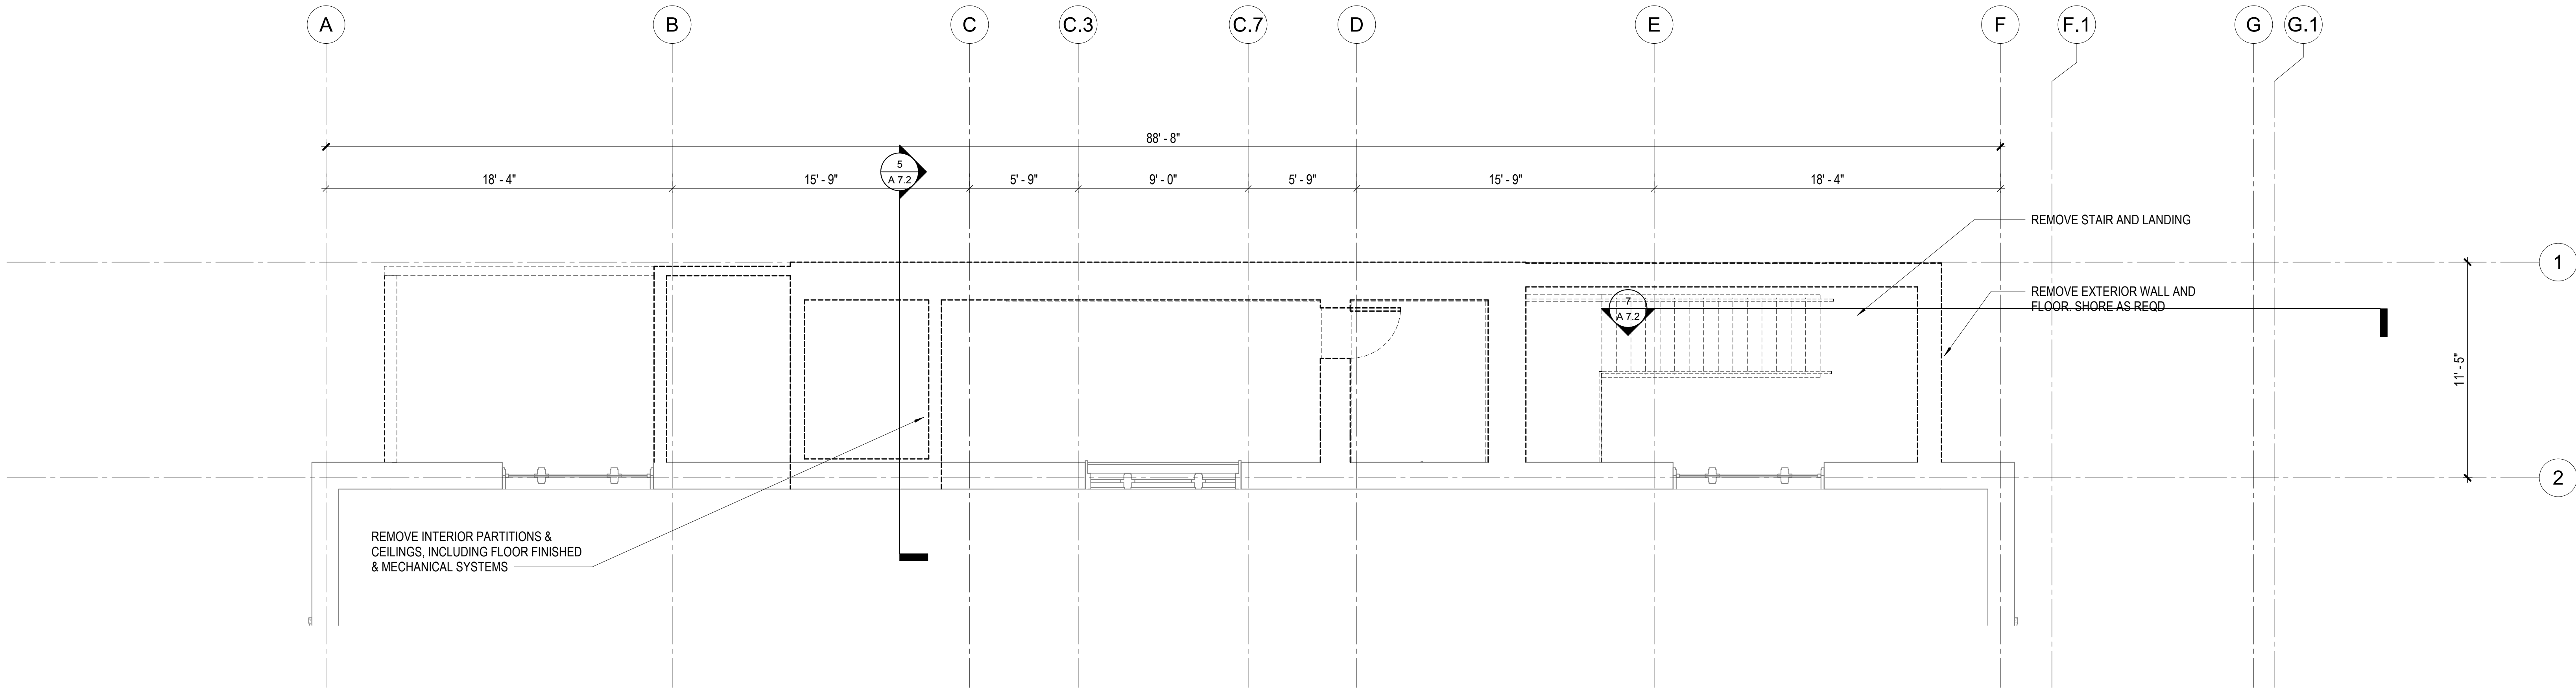 A
B
C
C.3
C.7
D
E
F
F.1
G
G.1
88' - 8"
5
A 7.2
18' - 4"
15' - 9"
5' - 9"
9' - 0"
5' - 9"
15' - 9"
18' - 4"
REMOVE STAIR AND LANDING
1
REMOVE EXTERIOR WALL AND
FLOOR. SHORE AS REQD
7
A 7.2
11' - 5"
2
REMOVE INTERIOR PARTITIONS &
CEILINGS, INCLUDING FLOOR FINISHED
& MECHANICAL SYSTEMS